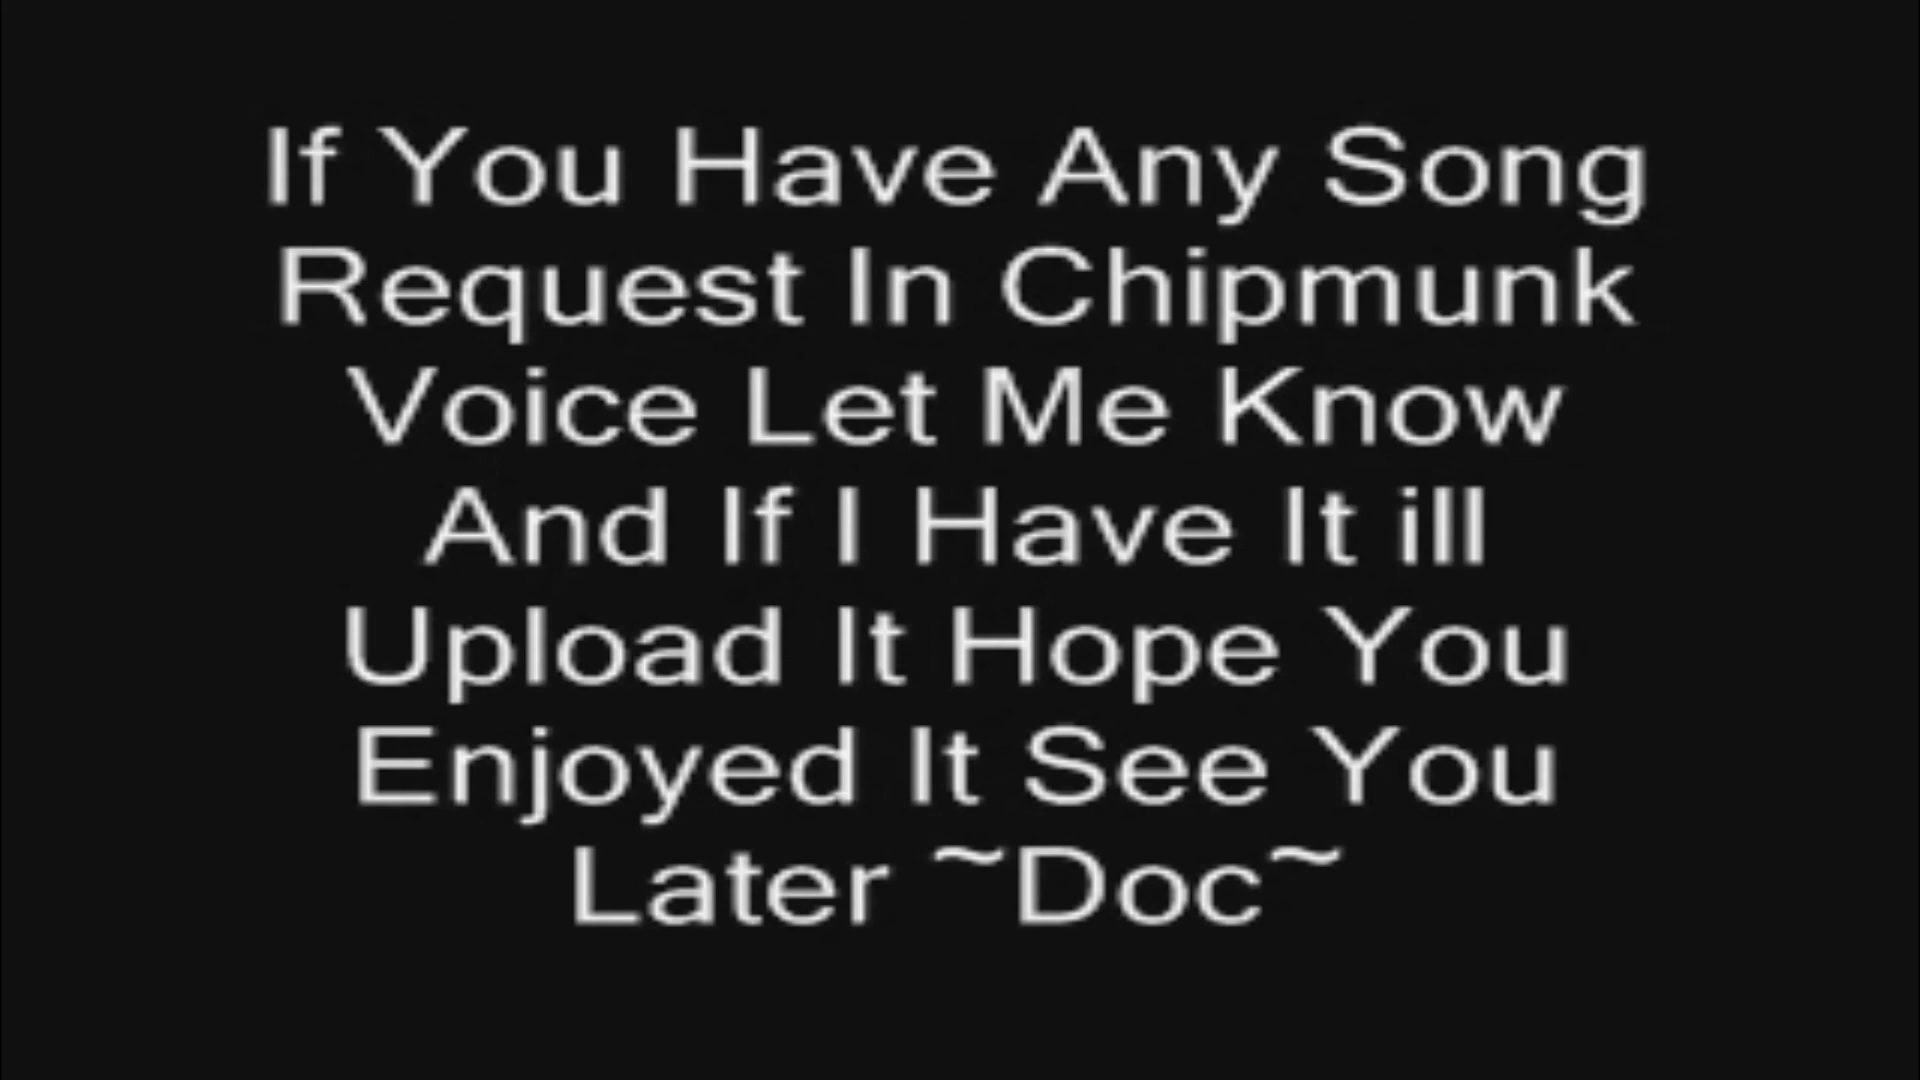 If You Have Any Song
Request In Chipmunk
Voice Let Me Know
And If I Have It ill
Upload It Hope You
Enjoyed It See You
Later ~Doc~